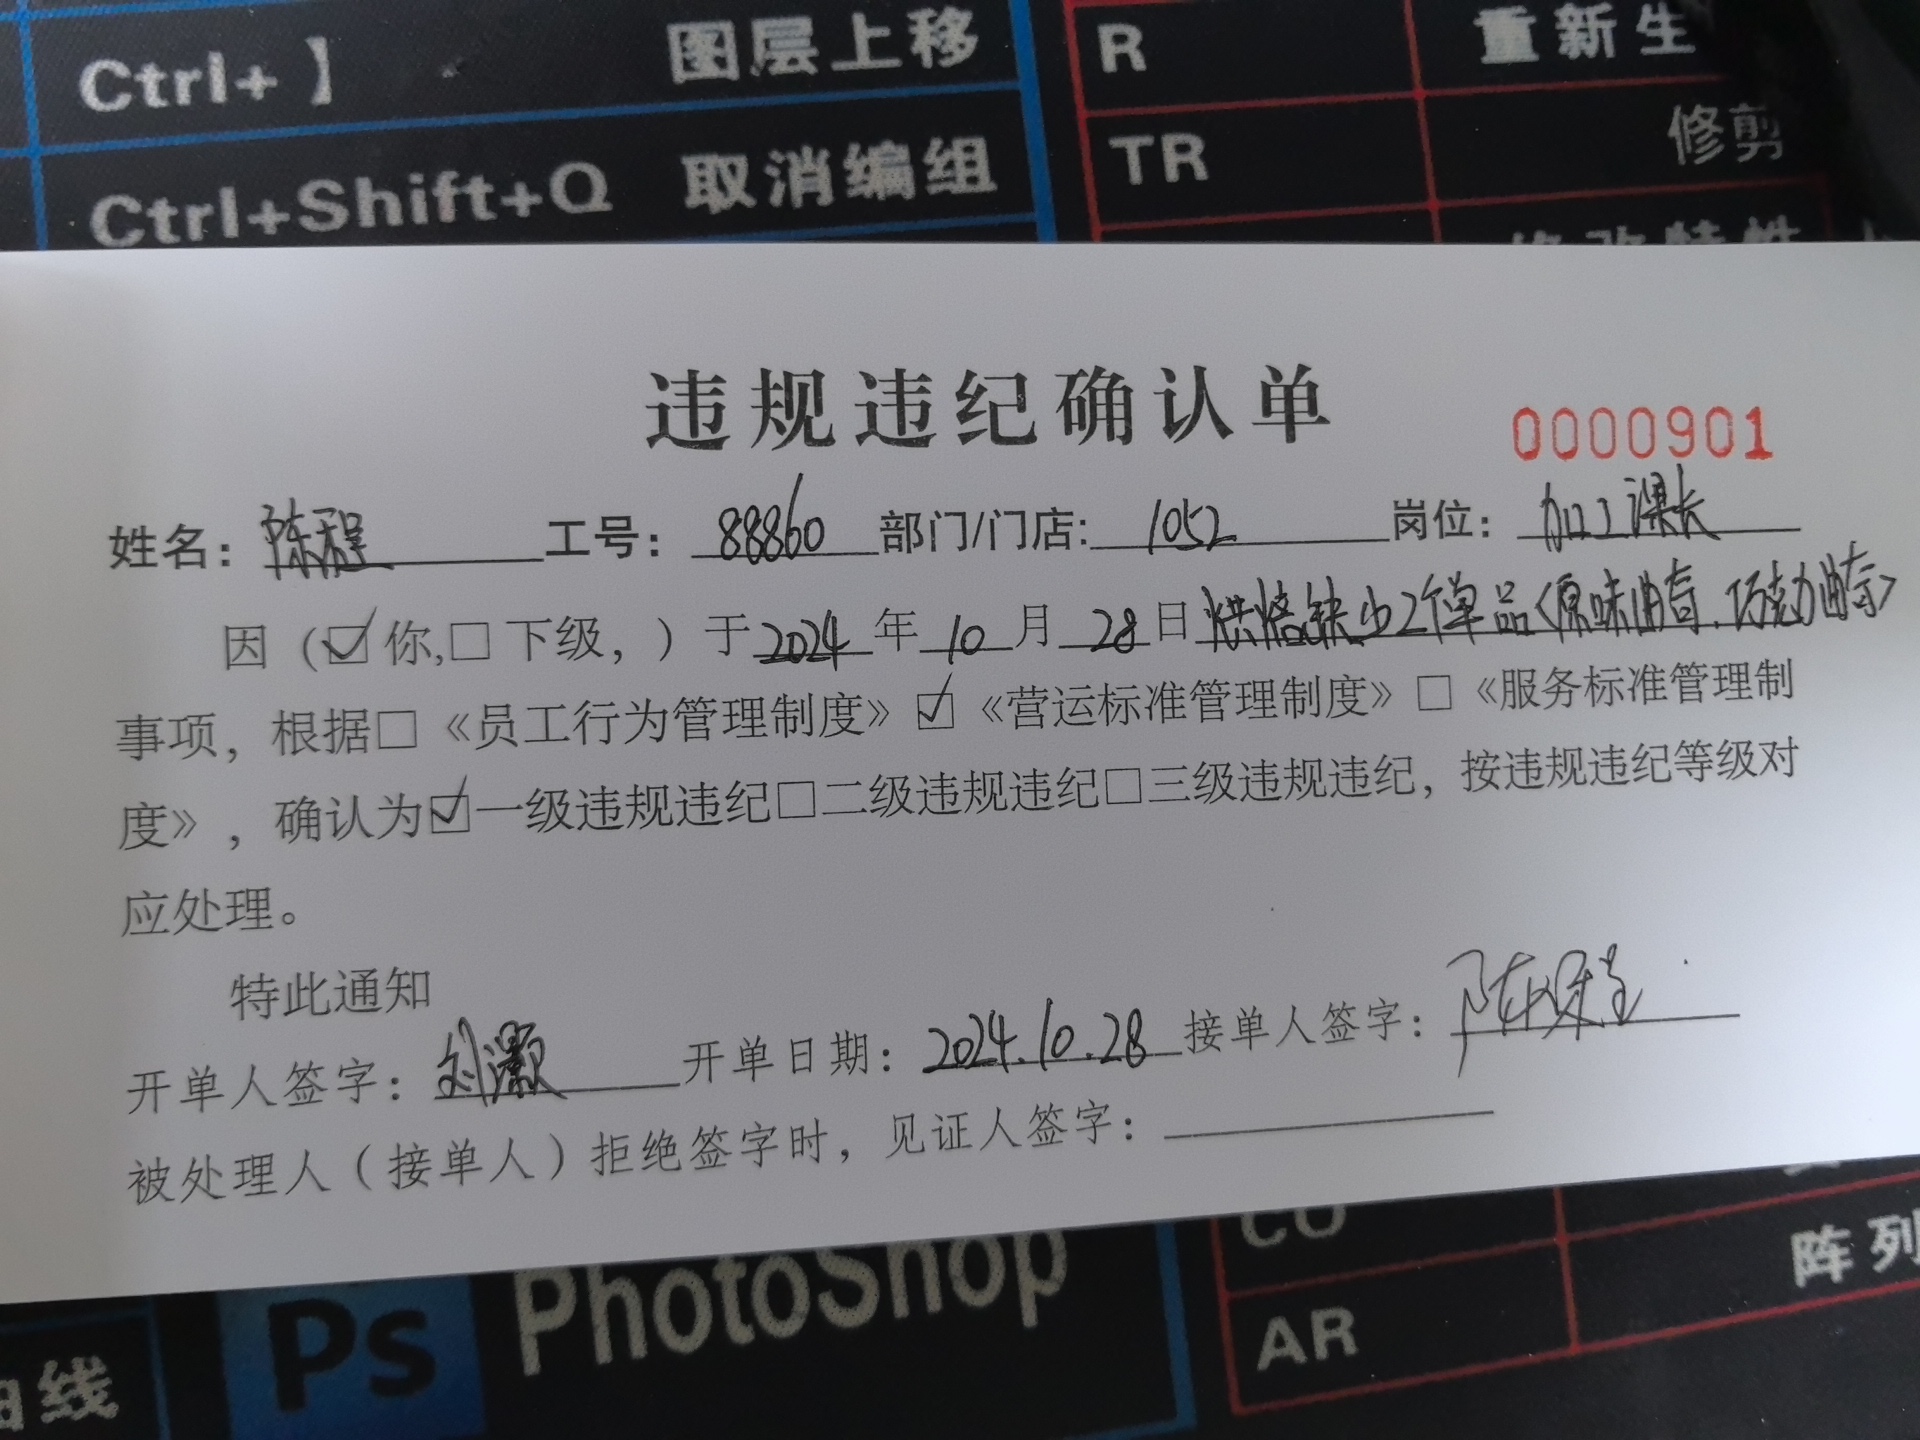 Ctrl+】 图层上移 R 重新生
Ctrl+Shift+Q 取消编组 TR 修剪
修改特性
违规违纪确认单 0000901
姓名：陈程 工号：88860 部门/门店:1052 岗位：加工课长
因（☑你,□下级，）于2024年10月28日烘焙缺少2个单品<原味曲奇.巧克力曲奇>
事项，根据□《员工行为管理制度》☑《营运标准管理制度》□《服务标准管理制
度》，确认为☑一级违规违纪□二级违规违纪□三级违规违纪，按违规违纪等级对
应处理。
特此通知
开单人签字：刘灏 开单日期：2024.10.28 接单人签字：陈程
被处理人（接单人）拒绝签字时，见证人签字：
CO
Ps PhotoShop AR 阵列
曲线